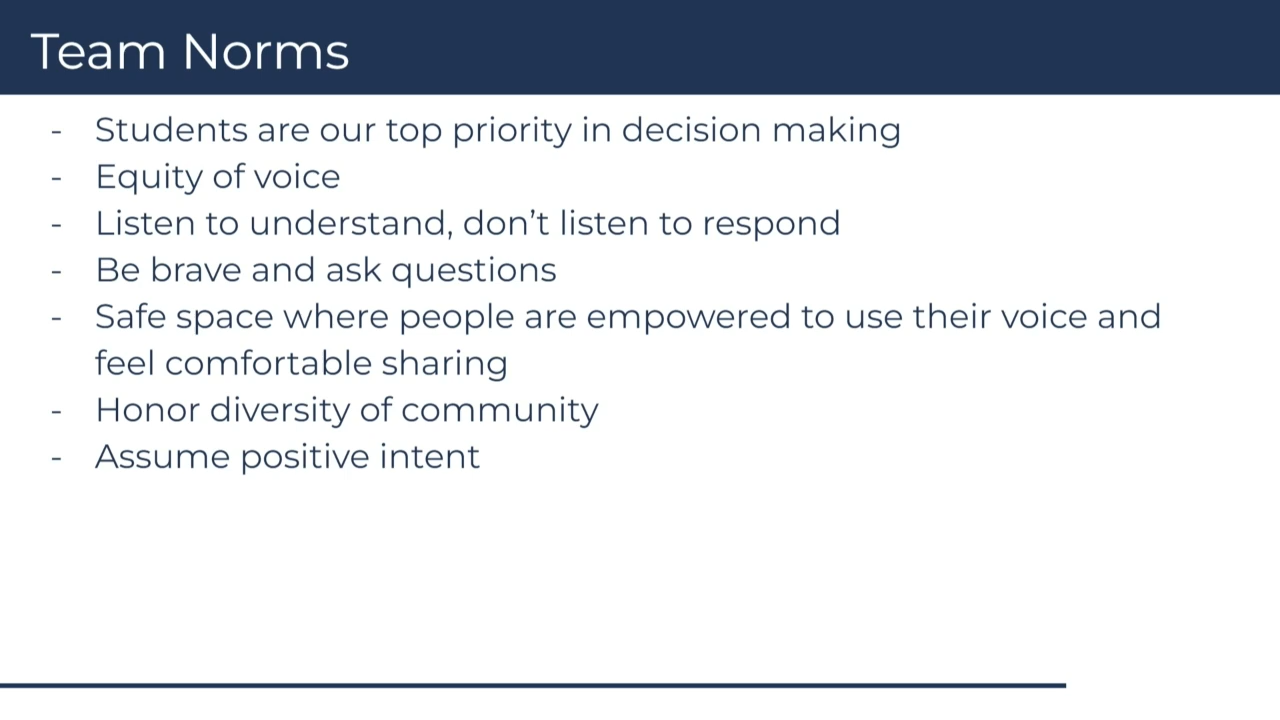 Team Norms
- Students are our top priority in decision making
- Equity of voice
- Listen to understand, don’t listen to respond
- Be brave and ask questions
- Safe space where people are empowered to use their voice and
feel comfortable sharing
- Honor diversity of community
- Assume positive intent